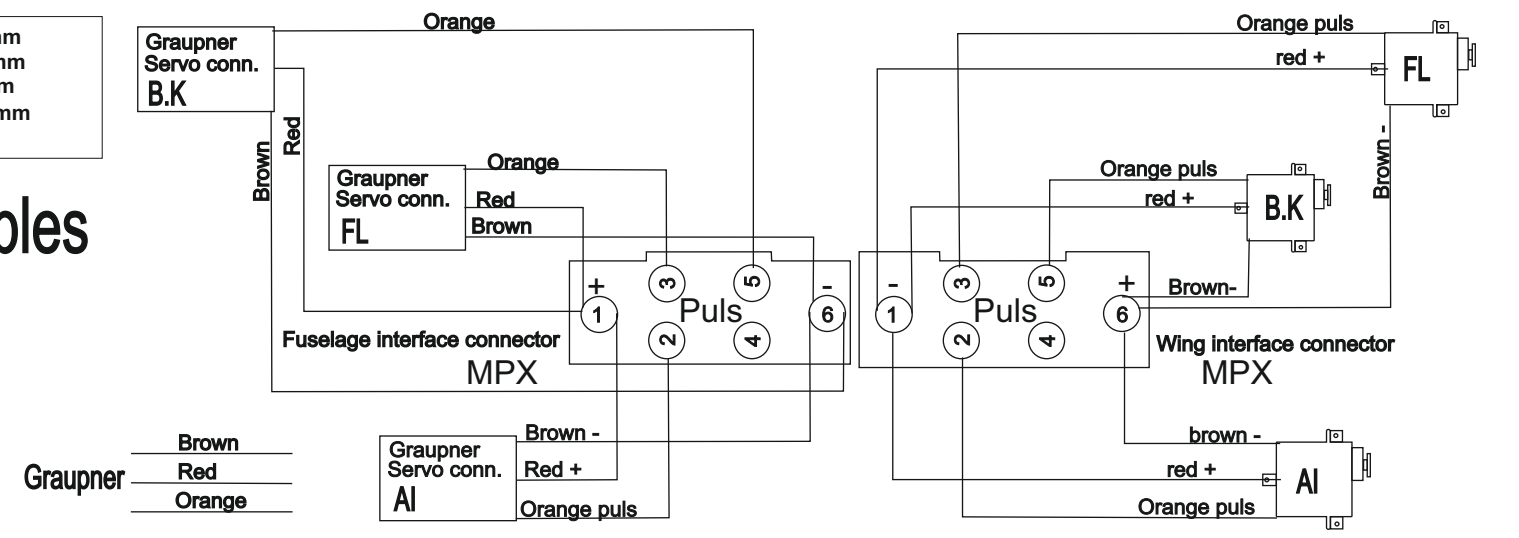 mm
mm
m
mm
bles
Graupner
Servo conn.
B.K
Orange
Red
Brown
Graupner
Servo conn.
FL
Orange
Red
Brown
+
1
3
5
Puls
2
4
-
6
Fuselage interface connector
MPX
Graupner
Servo conn.
AI
Brown -
Red +
Orange puls
Graupner
Brown
Red
Orange
Orange puls
red +
FL
Brown -
Orange puls
red +
B.K
Brown-
-
1
3
5
Puls
2
4
+
6
Wing interface connector
MPX
brown -
red +
Orange puls
AI